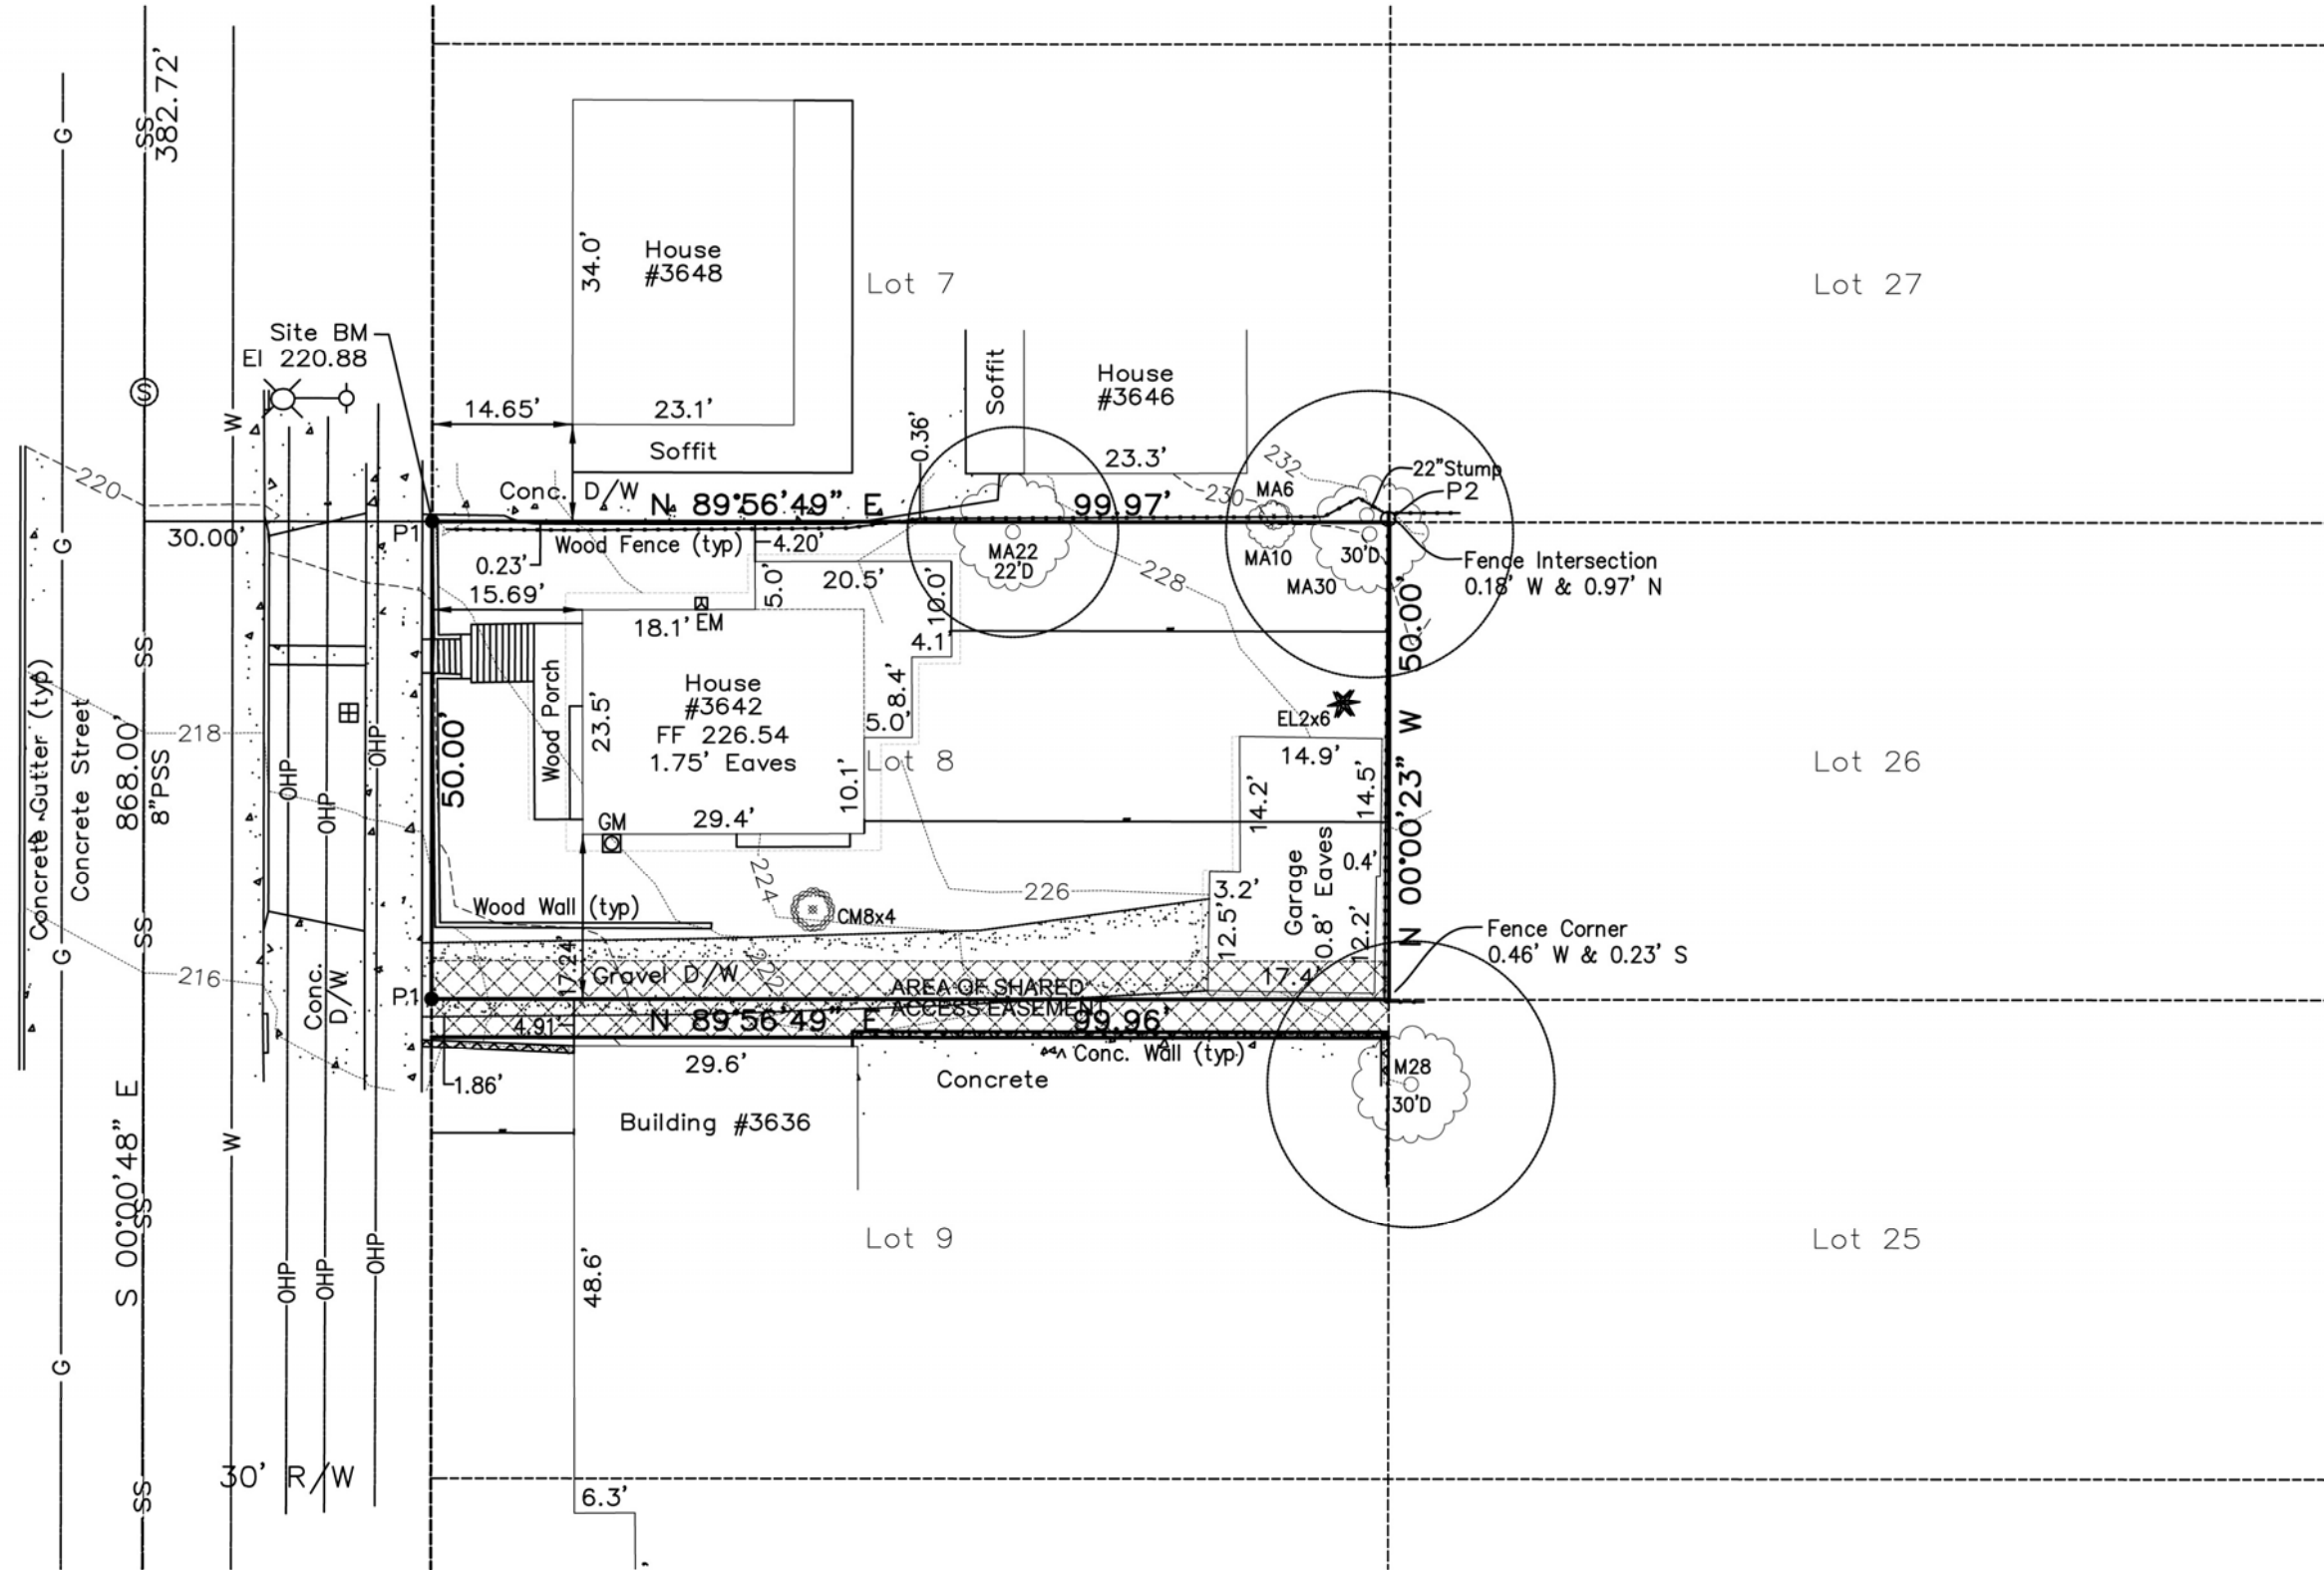 382.72'
G
SS
House
#3648
34.0'
Lot 7
Lot 27
Site BM
El 220.88
S
W
14.65'
23.1'
Soffit
Soffit
House
#3646
23.3'
0.36'
232
22"Stump
P2
220
Conc. D/W
N 89°56'49" E
99.97'
230
MA6
30.00'
P1
G
Wood Fence (typ)
4.20'
0.23'
MA22
22'D
MA10
30'D
MA30
Fence Intersection
0.18' W & 0.97' N
15.69'
5.0'
20.5'
10.0'
228
18.1'
EM
4.1'
SS
Wood Porch
23.5'
House
#3642
FF 226.54
1.75' Eaves
8.4'
5.0'
10.1'
Lot 8
EL2x6
14.9'
14.2'
14.5'
50.00'
N 00°00'23" W
Lot 26
Concrete Gutter (typ)
Concrete Street
868.00'
8"PSS
218
OHP
OHP
OHP
50.00'
GM
29.4'
224
226
Garage
0.8' Eaves
0.4'
3.2'
12.5'
12.2'
17.4'
Wood Wall (typ)
CM8x4
Fence Corner
0.46' W & 0.23' S
SS
G
216
Conc.
D/W
17.24'
Gravel D/W
222
P1
AREA OF SHARED
ACCESS EASEMENT
4.91'
N 89°56'49" E
99.96'
29.6'
Conc. Wall (typ)
1.86'
Concrete
M28
30'D
Building #3636
S 00°00'48" E
W
SS
Lot 9
Lot 25
OHP
OHP
OHP
48.6'
G
30' R/W
SS
6.3'